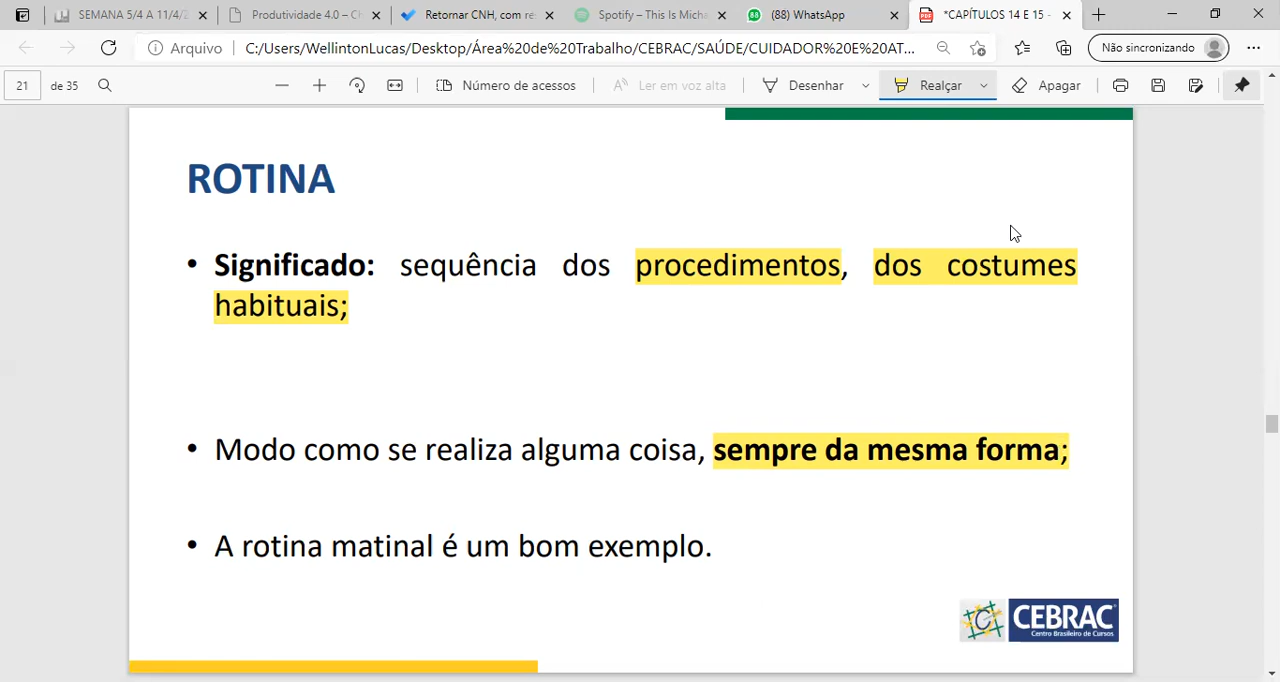 SEMANA 5/4 A 11/4/2
Produtividade 4.0 – C
Retornar CNH, com re
Spotify – This Is Micha
(88) WhatsApp
*CAPÍTULOS 14 E 15 -
Arquivo
C:/Users/WellintonLucas/Desktop/Área%20de%20Trabalho/CEBRAC/SAÚDE/CUIDADOR%20E%20AT...
Não sincronizando
21 de 35
Número de acessos
Ler em voz alta
Desenhar
Realçar
Apagar
ROTINA
• Significado: sequência dos procedimentos, dos costumes
habituais;
• Modo como se realiza alguma coisa, sempre da mesma forma;
• A rotina matinal é um bom exemplo.
CEBRAC
Centro Brasileiro de Cursos